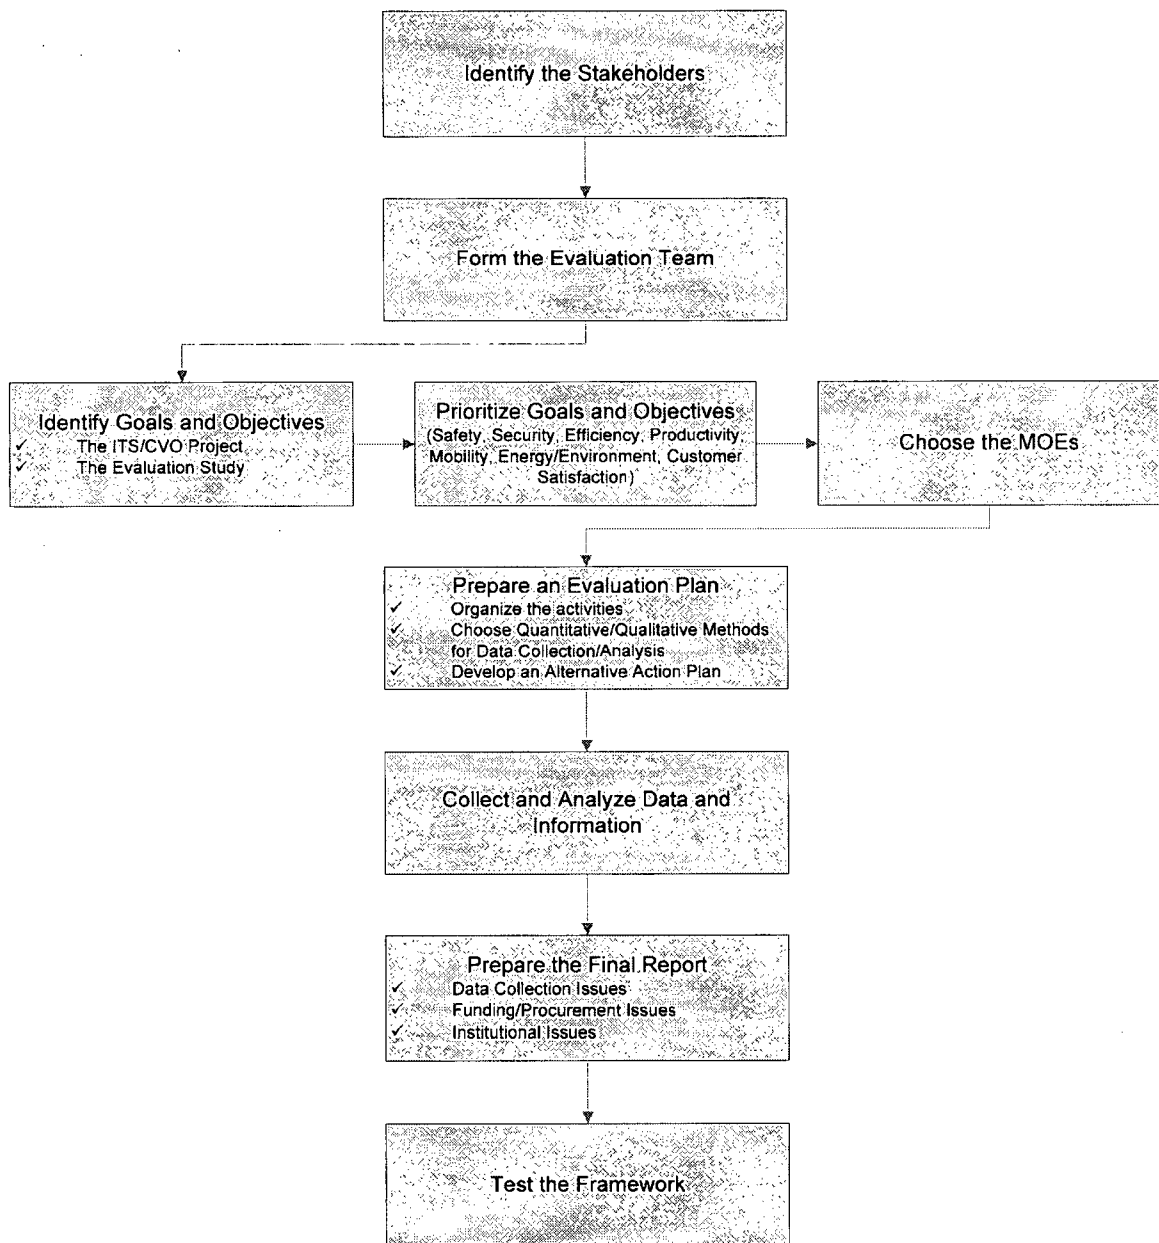 Identify the Stakeholders
Form the Evaluation Team
Identify Goals and Objectives
✓ The ITS/CVO Project
✓ The Evaluation Study
Prioritize Goals and Objectives
(Safety, Security, Efficiency, Productivity,
Mobility, Energy/Environment, Customer
Satisfaction)
Choose the MOEs
Prepare an Evaluation Plan
✓ Organize the activities
✓ Choose Quantitative/Qualitative Methods
for Data Collection/Analysis
✓ Develop an Alternative Action Plan
Collect and Analyze Data and
Information
Prepare the Final Report
✓ Data Collection Issues
✓ Funding/Procurement Issues
✓ Institutional Issues
Test the Framework